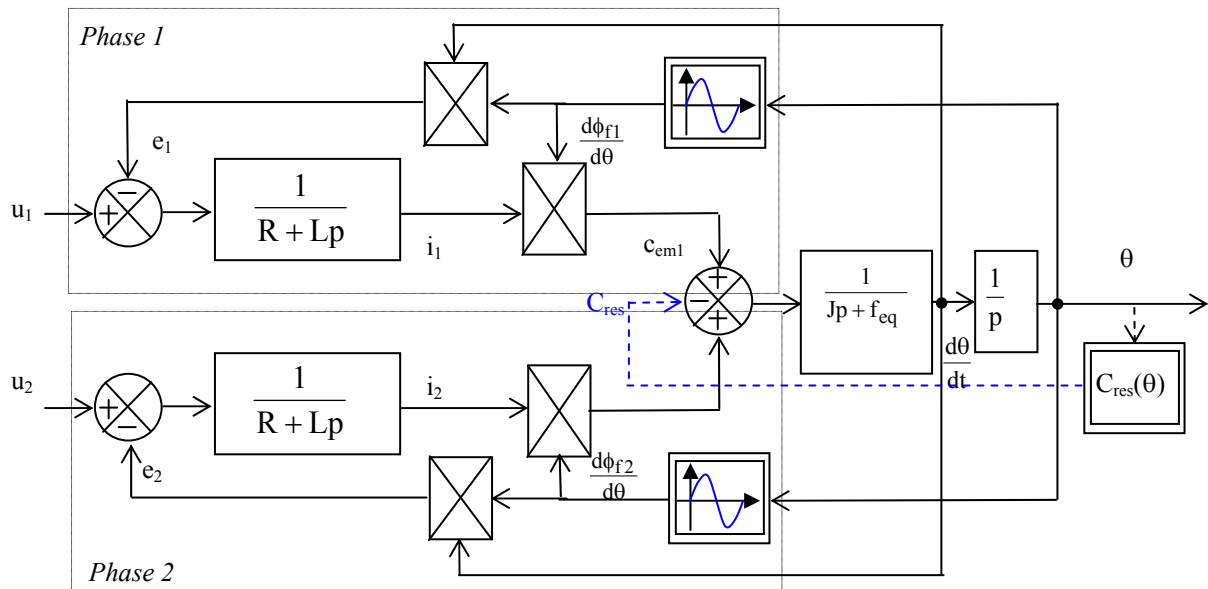 Phase 1
e₁
dϕf1
dθ
u₁
+
−
1
R + Lp
i₁
cem1
Cres
+
−
+
1
Jp + feq
1
p
θ
dθ
dt
Cres(θ)
u₂
+
−
1
R + Lp
i₂
e₂
dϕf2
dθ
Phase 2